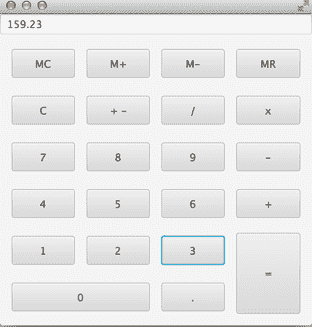 159.23
MC M+ M- MR
C + - / x
7 8 9 -
4 5 6 +
1 2 3 =
0 .